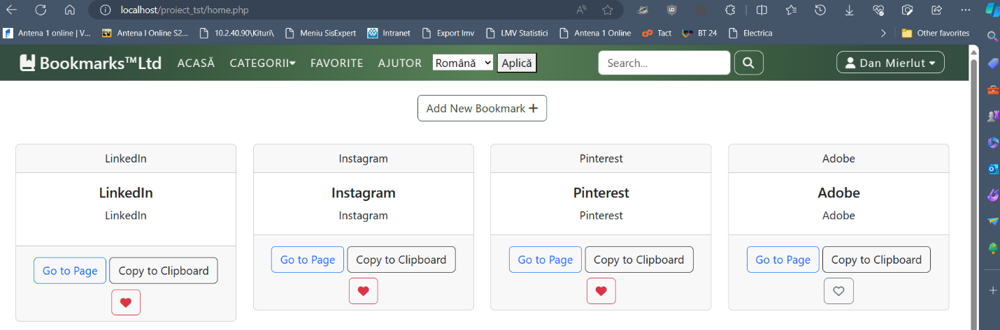 localhost/proiect_tst/home.php
Antena 1 online | V...
Antena I Online S2...
10.2.40.90\Kituri\
Meniu SisExpert
Intranet
Export Imv
LMV Statistici
Antena 1 Online
Tact
BT 24
Electrica
Other favorites
Bookmarks™Ltd
ACASĂ
CATEGORII
FAVORITE
AJUTOR
Română
Aplică
Search...
Dan Mierlut
Add New Bookmark
LinkedIn
LinkedIn
LinkedIn
Go to Page
Copy to Clipboard
Instagram
Instagram
Instagram
Go to Page
Copy to Clipboard
Pinterest
Pinterest
Pinterest
Go to Page
Copy to Clipboard
Adobe
Adobe
Adobe
Go to Page
Copy to Clipboard